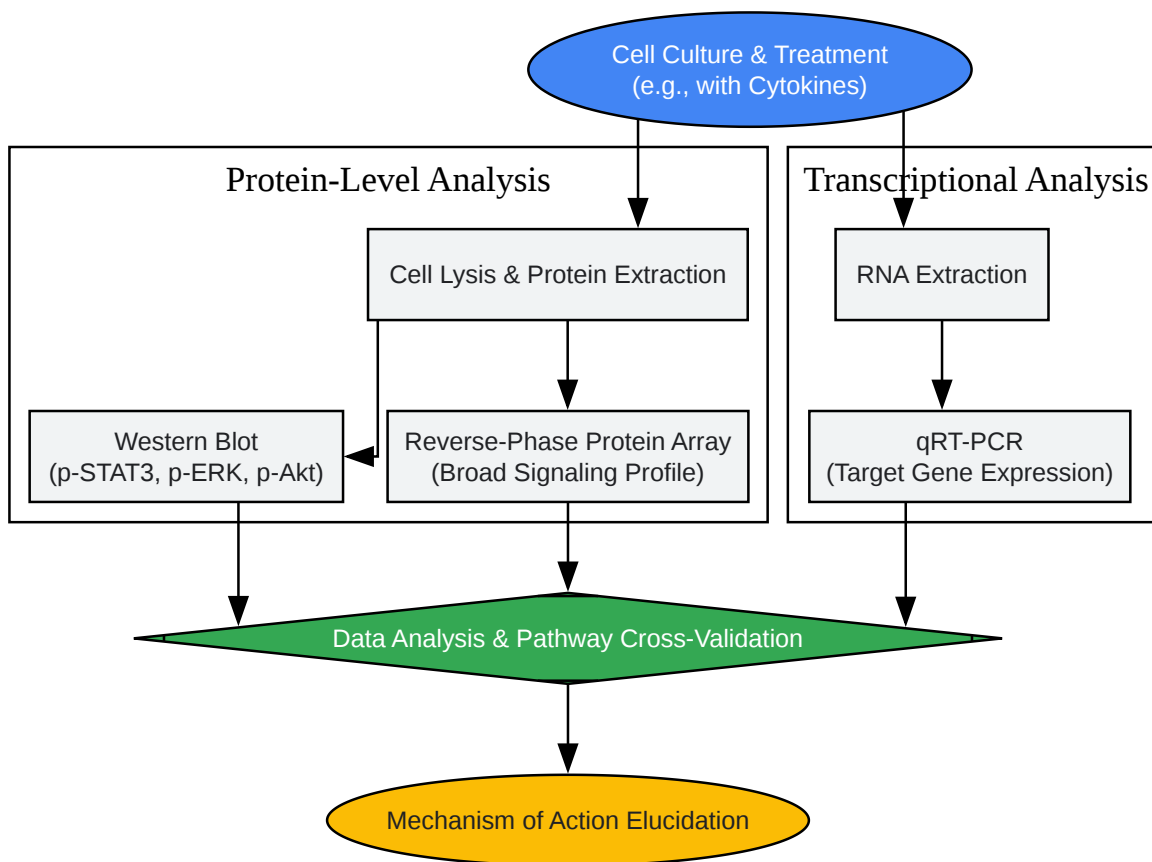 Cell Culture & Treatment
(e.g., with Cytokines)
Protein-Level Analysis
Transcriptional Analysis
Cell Lysis & Protein Extraction
RNA Extraction
Western Blot
(p-STAT3, p-ERK, p-Akt)
Reverse-Phase Protein Array
(Broad Signaling Profile)
qRT-PCR
(Target Gene Expression)
Data Analysis & Pathway Cross-Validation
Mechanism of Action Elucidation